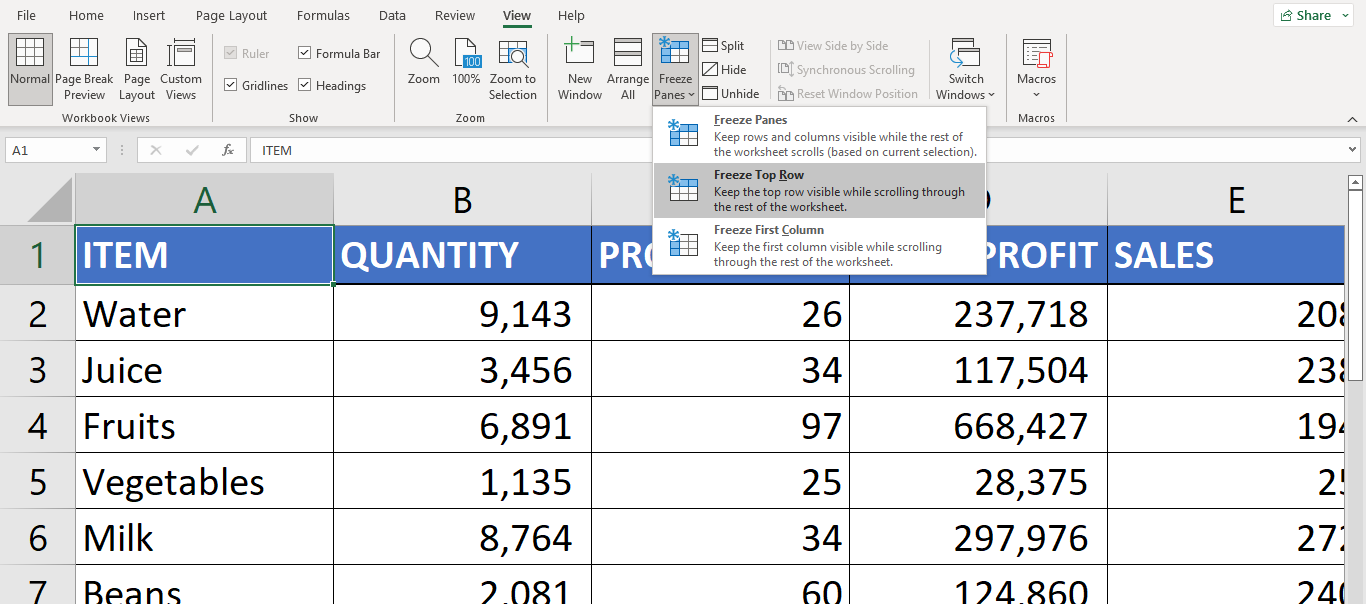 File Home Insert Page Layout Formulas Data Review View Help Share
Normal Page Break Preview Page Layout Custom Views
Workbook Views
Ruler Formula Bar
Gridlines Headings
Show
Zoom 100% Zoom to Selection
100
Zoom
New Window Arrange All Freeze Panes
Split
Hide
Unhide
View Side by Side
Synchronous Scrolling
Reset Window Position
Switch Windows
Macros
Macros
Freeze Panes
Keep rows and columns visible while the rest of
the worksheet scrolls (based on current selection).
Freeze Top Row
Keep the top row visible while scrolling through
the rest of the worksheet.
Freeze First Column
Keep the first column visible while scrolling
through the rest of the worksheet.
A1 fx ITEM
A B E
1 ITEM QUANTITY PROFIT SALES
2 Water 9,143 26 237,718
3 Juice 3,456 34 117,504
4 Fruits 6,891 97 668,427
5 Vegetables 1,135 25 28,375
6 Milk 8,764 34 297,976
7 Beans 2,081 60 124,860